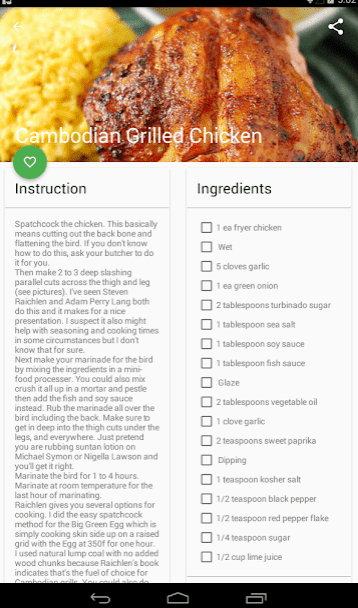 3:02
Cambodian Grilled Chicken
Instruction
Spatchcock the chicken. This basically
means cutting out the back bone and
flattening the bird. If you don't know
how to do this, ask your butcher to do
it for you.
Then make 2 to 3 deep slashing
parallel cuts across the thigh and leg
(see pictures). I've seen Steven
Raichlen and Adam Perry Lang both
do this and it makes for a nice
presentation. I suspect it also might
help with seasoning and cooking times
in some circumstances but I don't
know that for sure.
Next make your marinade for the bird
by mixing the ingredients in a mini-
food processer. You could also mix
crush it all up in a mortar and pestle
then add the fish and soy sauce
instead. Rub the marinade all over the
bird including the back. Make sure to
get in deep into the thigh cuts under the
legs, and everywhere. Just pretend
you are rubbing suntan lotion on
Michael Symon or Nigella Lawson and
you'll get it right.
Marinate the bird for 1 to 4 hours.
Marinate at room temperature for the
last hour of marinating.
Raichlen gives you several options for
cooking. I did the easy spatchcock
method for the Big Green Egg which is
simply cooking skin side up on a raised
grid with the Egg at 350f for one hour.
I used natural lump coal with no added
wood chunks because Raichlen's book
indicates that's the fuel of choice for
Cambodian grills. You could also do
Ingredients
1 ea fryer chicken
Wet
5 cloves garlic
1 ea green onion
2 tablespoons turbinado sugar
1 tablespoon sea salt
1 tablespoon soy sauce
1 tablespoon fish sauce
Glaze
2 tablespoons vegetable oil
1 clove garlic
2 teaspoons sweet paprika
Dipping
1 teaspoon kosher salt
1/2 teaspoon black pepper
1/2 teaspoon red pepper flake
1/4 teaspoon sugar
1/2 cup lime juice